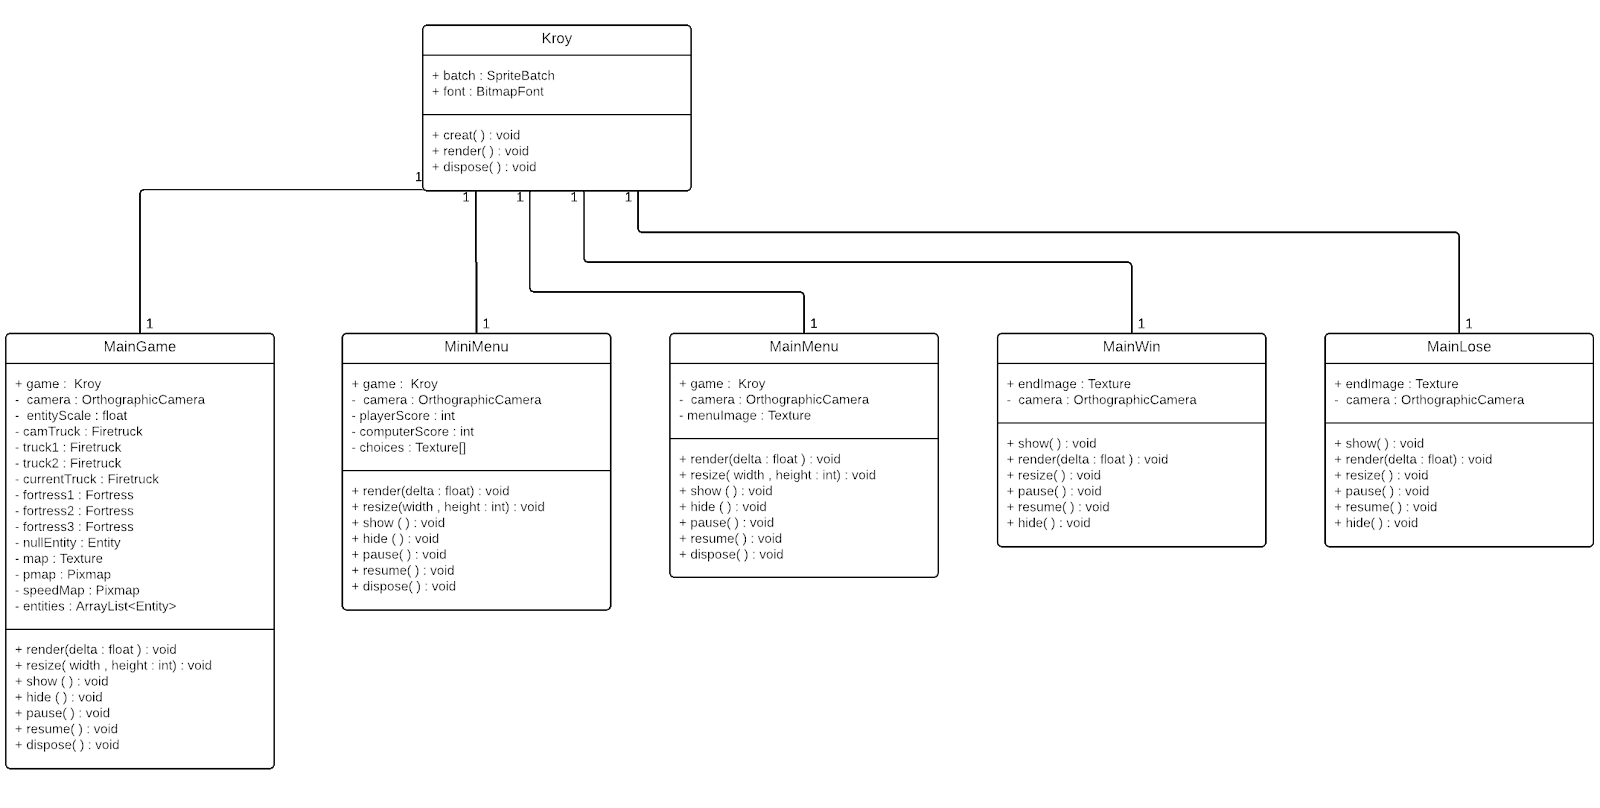 Kroy
+ batch : SpriteBatch
+ font : BitmapFont
+ creat( ) : void
+ render( ) : void
+ dispose( ) : void
1
1
1
1
1
1
1
1
1
1
MainGame
+ game : Kroy
- camera : OrthographicCamera
- entityScale : float
- camTruck : Firetruck
- truck1 : Firetruck
- truck2 : Firetruck
- currentTruck : Firetruck
- fortress1 : Fortress
- fortress2 : Fortress
- fortress3 : Fortress
- nullEntity : Entity
- map : Texture
- pmap : Pixmap
- speedMap : Pixmap
- entities : ArrayList<Entity>
+ render(delta : float ) : void
+ resize( width , height : int) : void
+ show ( ) : void
+ hide ( ) : void
+ pause( ) : void
+ resume( ) : void
+ dispose( ) : void
MiniMenu
+ game : Kroy
- camera : OrthographicCamera
- playerScore : int
- computerScore : int
- choices : Texture[]
+ render(delta : float) : void
+ resize(width , height : int) : void
+ show ( ) : void
+ hide ( ) : void
+ pause( ) : void
+ resume( ) : void
+ dispose( ) : void
MainMenu
+ game : Kroy
- camera : OrthographicCamera
- menuImage : Texture
+ render(delta : float ) : void
+ resize( width , height : int) : void
+ show ( ) : void
+ hide ( ) : void
+ pause( ) : void
+ resume( ) : void
+ dispose( ) : void
MainWin
+ endImage : Texture
- camera : OrthographicCamera
+ show( ) : void
+ render(delta : float ) : void
+ resize( ) : void
+ pause( ) : void
+ resume( ) : void
+ hide( ) : void
MainLose
+ endImage : Texture
- camera : OrthographicCamera
+ show( ) : void
+ render(delta : float) : void
+ resize( ) : void
+ pause( ) : void
+ resume( ) : void
+ hide( ) : void